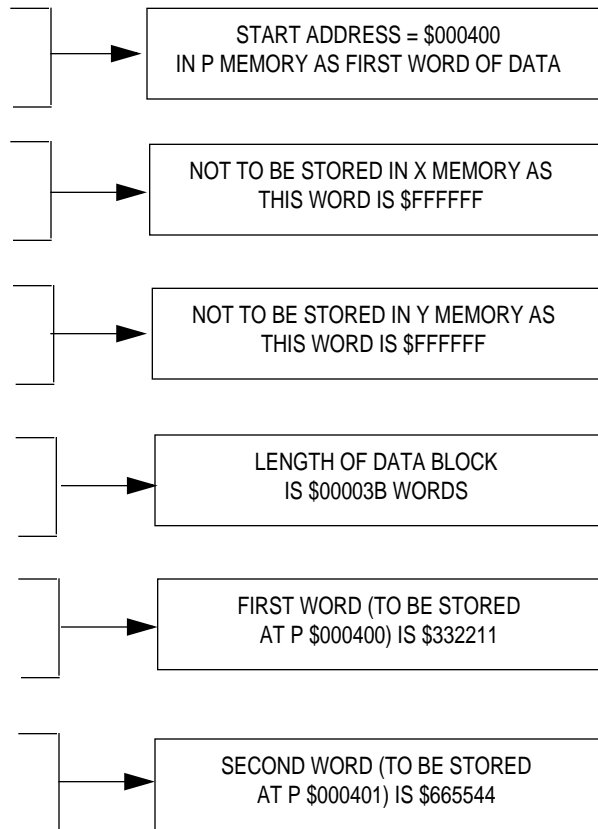 START ADDRESS = $000400
IN P MEMORY AS FIRST WORD OF DATA
NOT TO BE STORED IN X MEMORY AS
THIS WORD IS $FFFFFF
NOT TO BE STORED IN Y MEMORY AS
THIS WORD IS $FFFFFF
LENGTH OF DATA BLOCK
IS $00003B WORDS
FIRST WORD (TO BE STORED
AT P $000400) IS $332211
SECOND WORD (TO BE STORED
AT P $000401) IS $665544